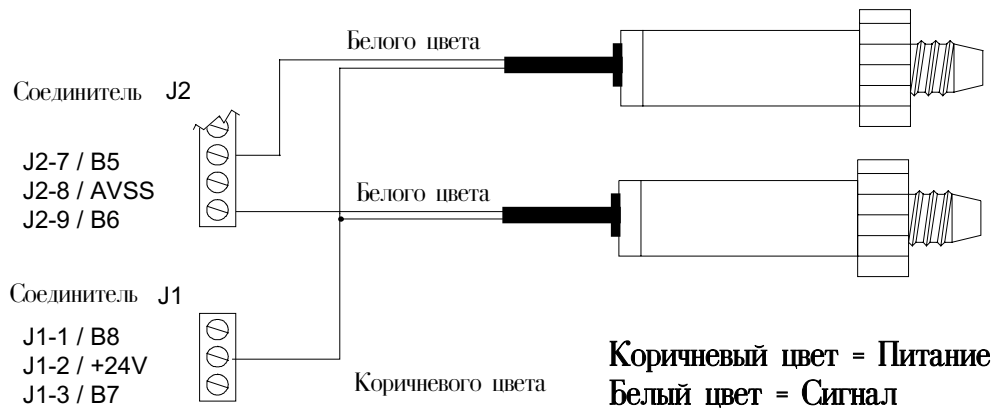 Белого цвета
Соединитель J2
J2-7 / B5
J2-8 / AVSS
J2-9 / B6
Белого цвета
Соединитель J1
J1-1 / B8
J1-2 / +24V
J1-3 / B7
Коричневого цвета
Коричневый цвет = Питание
Белый цвет = Сигнал